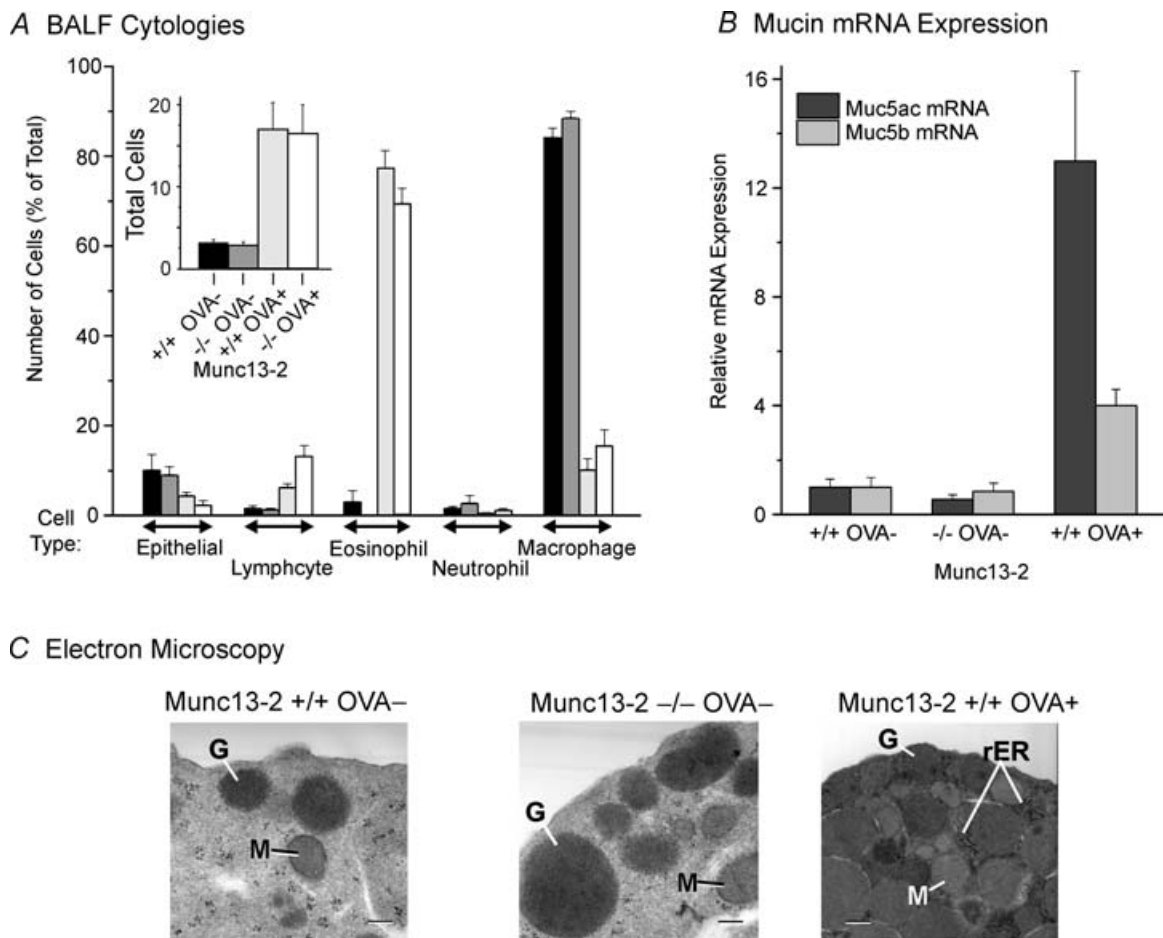 A BALF Cytologies
Number of Cells (% of Total)
100
80
60
40
20
0
Total Cells
20
10
0
+/+ OVA-
-/- OVA-
+/+ OVA+
-/- OVA+
Munc13-2
Cell
Type:
Epithelial
Lymphcyte
Eosinophil
Neutrophil
Macrophage
B Mucin mRNA Expression
Relative mRNA Expression
16
12
8
4
0
Muc5ac mRNA
Muc5b mRNA
+/+ OVA- -/- OVA- +/+ OVA+
Munc13-2
C Electron Microscopy
Munc13-2 +/+ OVA–
G
M
Munc13-2 –/– OVA–
G
M
Munc13-2 +/+ OVA+
G
rER
M